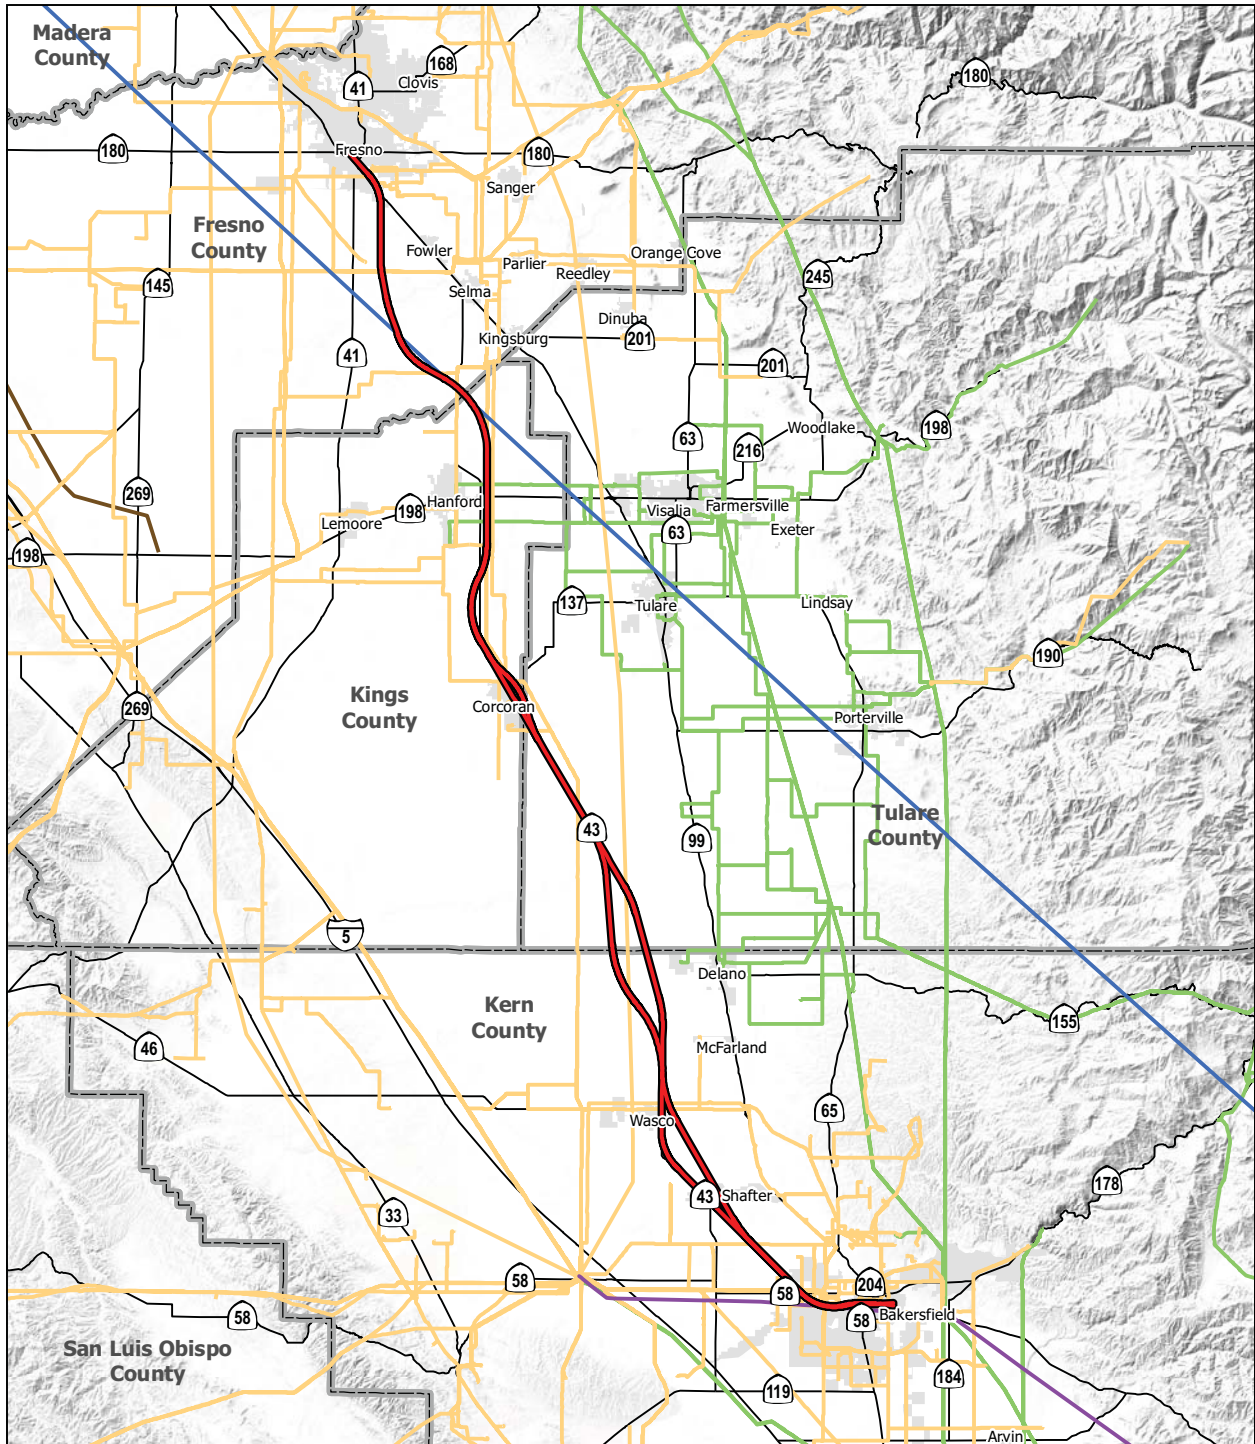 Madera
County
168
180
41
Clovis
180
Fresno
180
Sanger
Fresno
County
Fowler
Orange Cove
Parlier
Reedley
245
145
Selma
Dinuba
Kingsburg
201
41
201
Woodlake
198
63
216
269
Hanford
198
Visalia
Farmersville
Lemoore
63
Exeter
198
137
Tulare
Lindsay
190
Kings
County
269
Corcoran
Porterville
Tulare
County
43
99
5
Delano
Kern
County
155
46
McFarland
65
Wasco
178
43
Shafter
33
58
204
58
58
Bakersfield
58
San Luis Obispo
County
184
119
Arvin